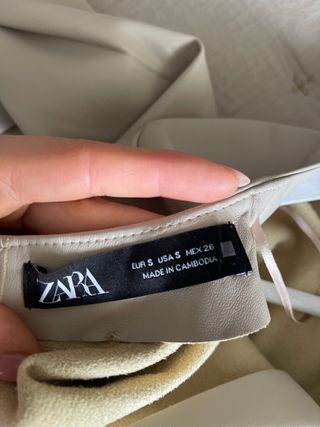 ZARA
EUR S USA S MEX 26
MADE IN CAMBODIA